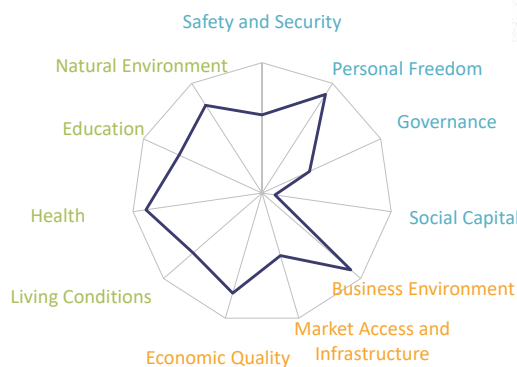 Safety and Security
Natural Environment
Personal Freedom
Education
Governance
Health
Social Capital
Living Conditions
Business Environment
Market Access and
Infrastructure
Economic Quality